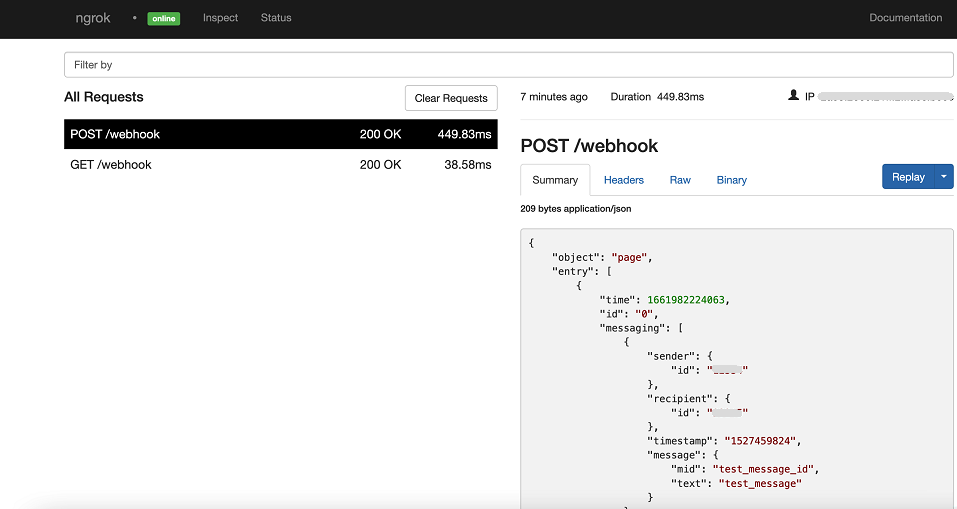 ngrok • online Inspect Status Documentation
Filter by
All Requests Clear Requests
7 minutes ago Duration 449.83ms IP
POST /webhook 200 OK 449.83ms
GET /webhook 200 OK 38.58ms
POST /webhook
Summary Headers Raw Binary Replay
209 bytes application/json
{
"object": "page",
"entry": [
{
"time": 1661982224063,
"id": "0",
"messaging": [
{
"sender": {
"id": "
},
"recipient": {
"id": "
},
"timestamp": "1527459824",
"message": {
"mid": "test_message_id",
"text": "test_message"
}